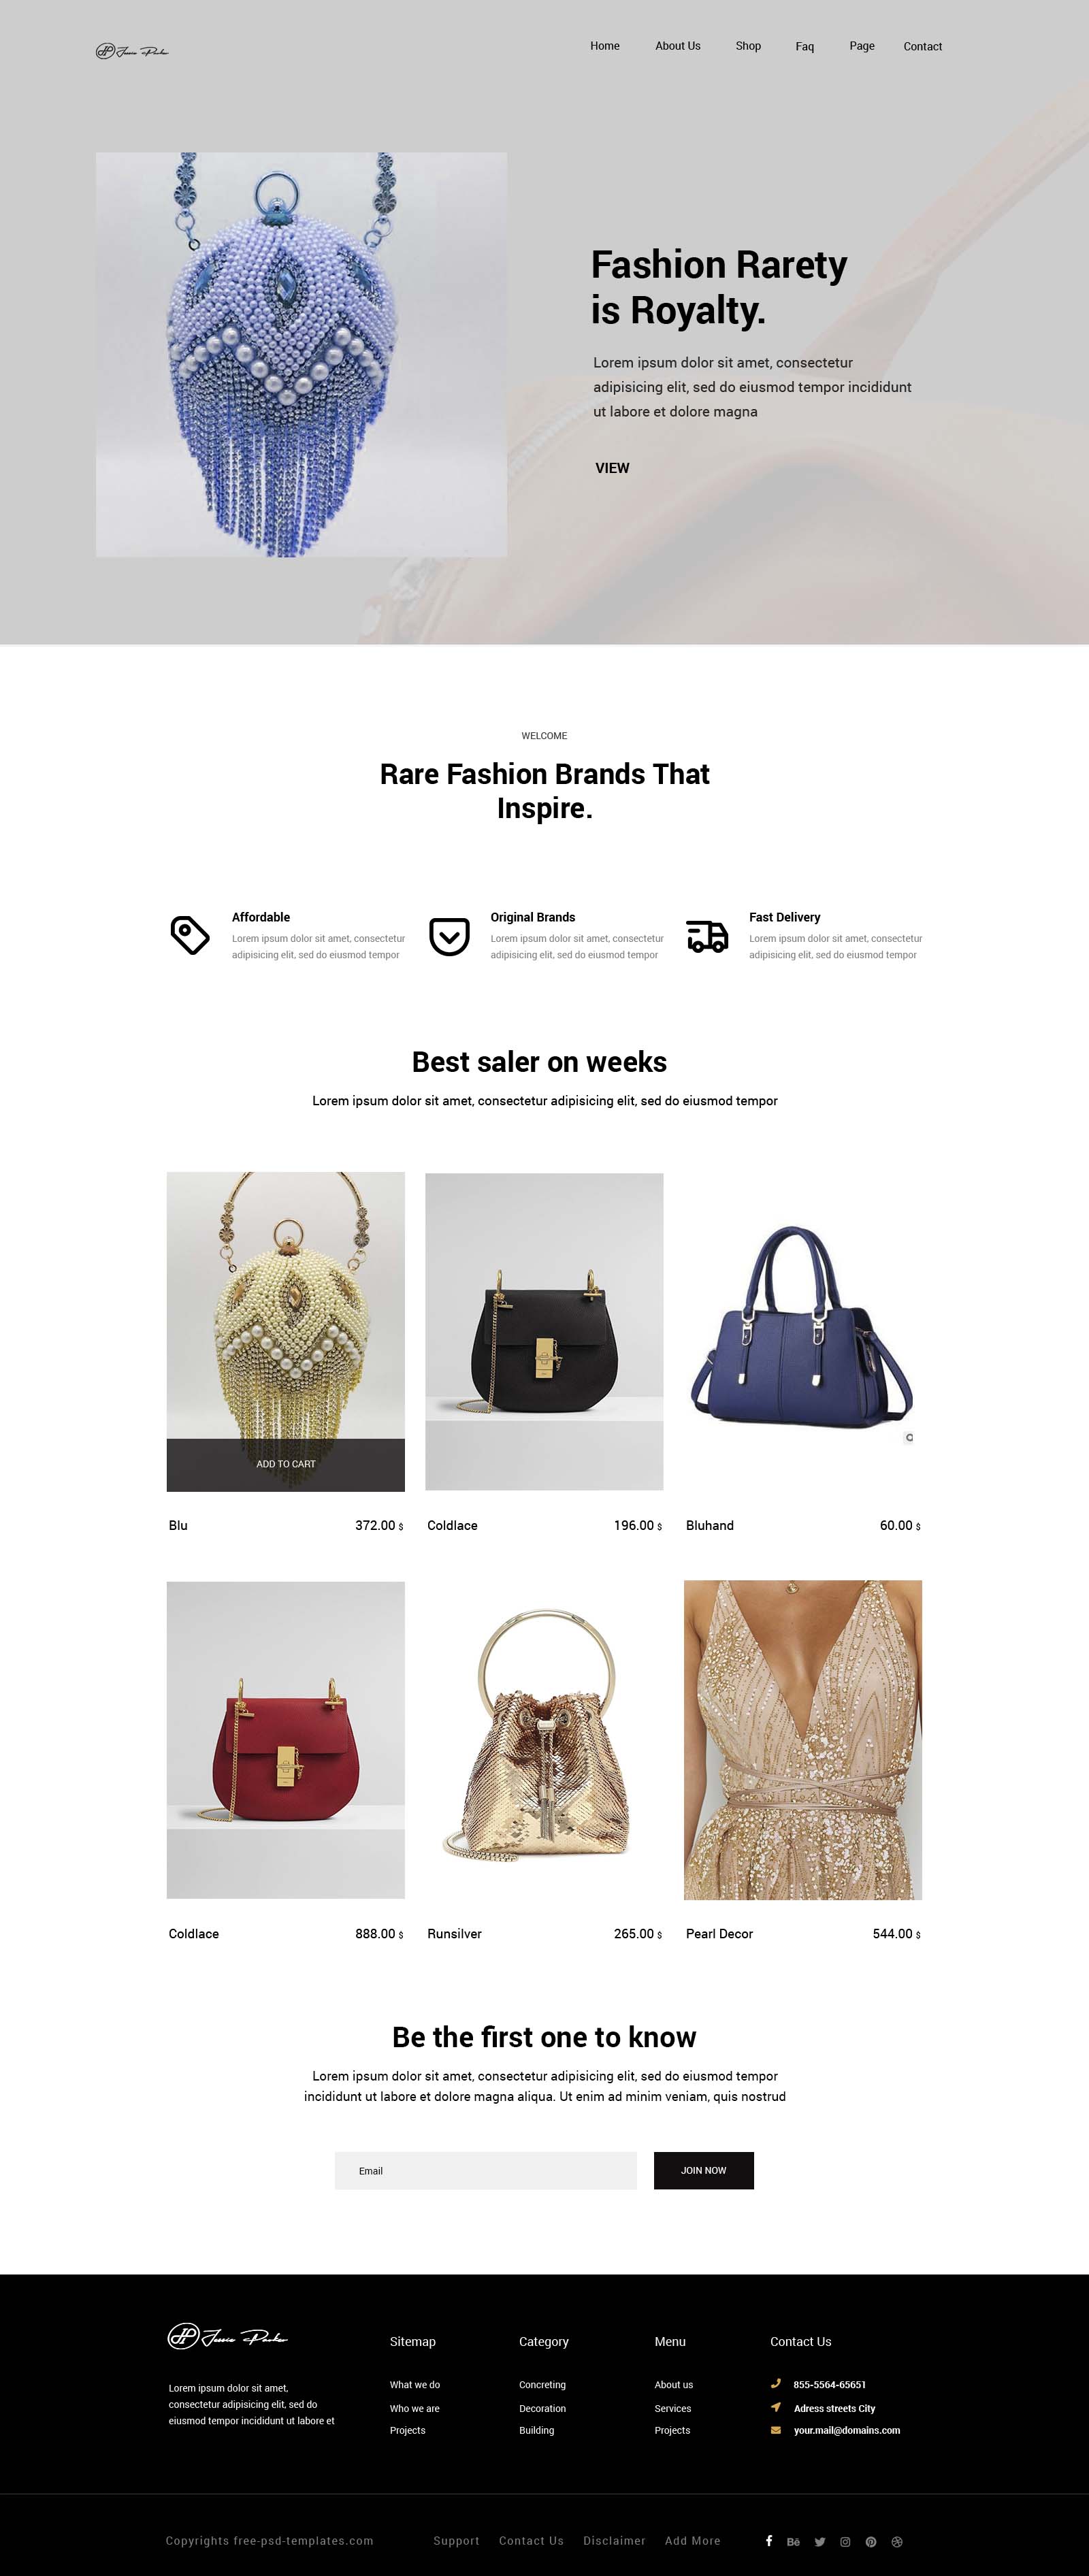 Jessie Parker
Home About Us Shop Faq Page Contact
Fashion Rarety
is Royalty.
Lorem ipsum dolor sit amet, consectetur
adipisicing elit, sed do eiusmod tempor incididunt
ut labore et dolore magna
VIEW
WELCOME
Rare Fashion Brands That
Inspire.
Affordable
Lorem ipsum dolor sit amet, consectetur
adipisicing elit, sed do eiusmod tempor
Original Brands
Lorem ipsum dolor sit amet, consectetur
adipisicing elit, sed do eiusmod tempor
Fast Delivery
Lorem ipsum dolor sit amet, consectetur
adipisicing elit, sed do eiusmod tempor
Best saler on weeks
Lorem ipsum dolor sit amet, consectetur adipisicing elit, sed do eiusmod tempor
ADD TO CART
Blu 372.00 $
Coldlace 196.00 $
Bluhand 60.00 $
Coldlace 888.00 $
Runsilver 265.00 $
Pearl Decor 544.00 $
Be the first one to know
Lorem ipsum dolor sit amet, consectetur adipisicing elit, sed do eiusmod tempor
incididunt ut labore et dolore magna aliqua. Ut enim ad minim veniam, quis nostrud
Email
JOIN NOW
Jessie Parker
Lorem ipsum dolor sit amet,
consectetur adipisicing elit, sed do
eiusmod tempor incididunt ut labore et
Sitemap
What we do
Who we are
Projects
Category
Concreting
Decoration
Building
Menu
About us
Services
Projects
Contact Us
855-5564-65651
Adress streets City
your.mail@domains.com
Copyrights free-psd-templates.com
Support Contact Us Disclaimer Add More